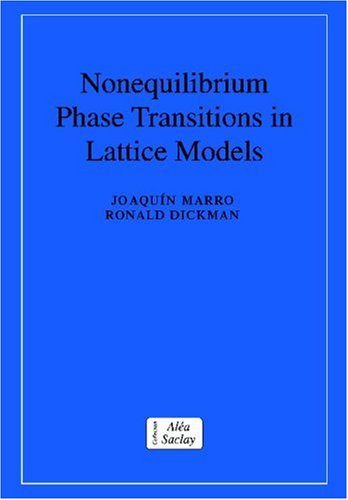 Nonequilibrium
Phase Transitions in
Lattice Models
JOAQUÍN MARRO
RONALD DICKMAN
Collection
Aléa
Saclay